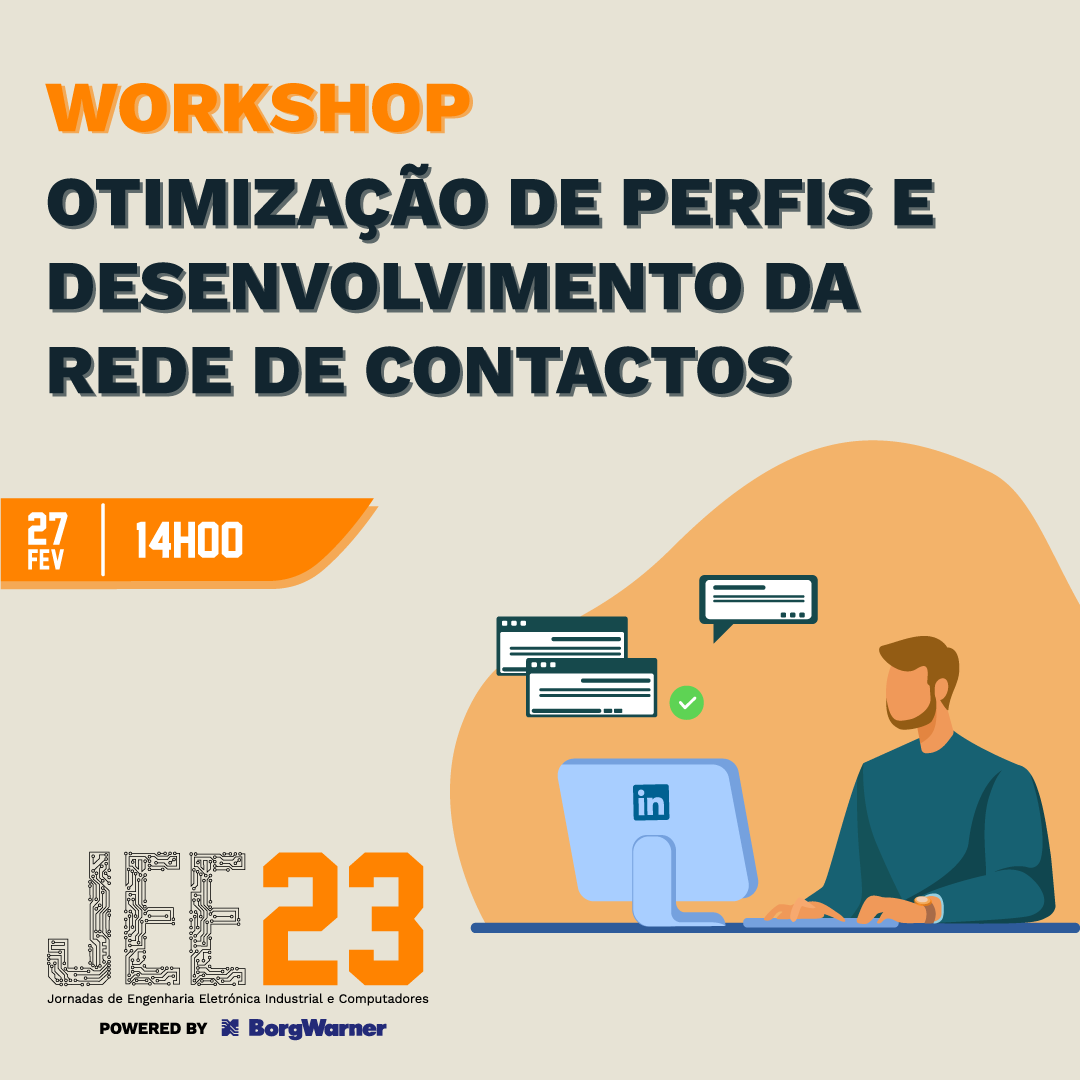 WORKSHOP
OTIMIZAÇÃO DE PERFIS E
DESENVOLVIMENTO DA
REDE DE CONTACTOS
27
FEV
14H00
in
JEE23
Jornadas de Engenharia Eletrónica Industrial e Computadores
POWERED BY BorgWarner